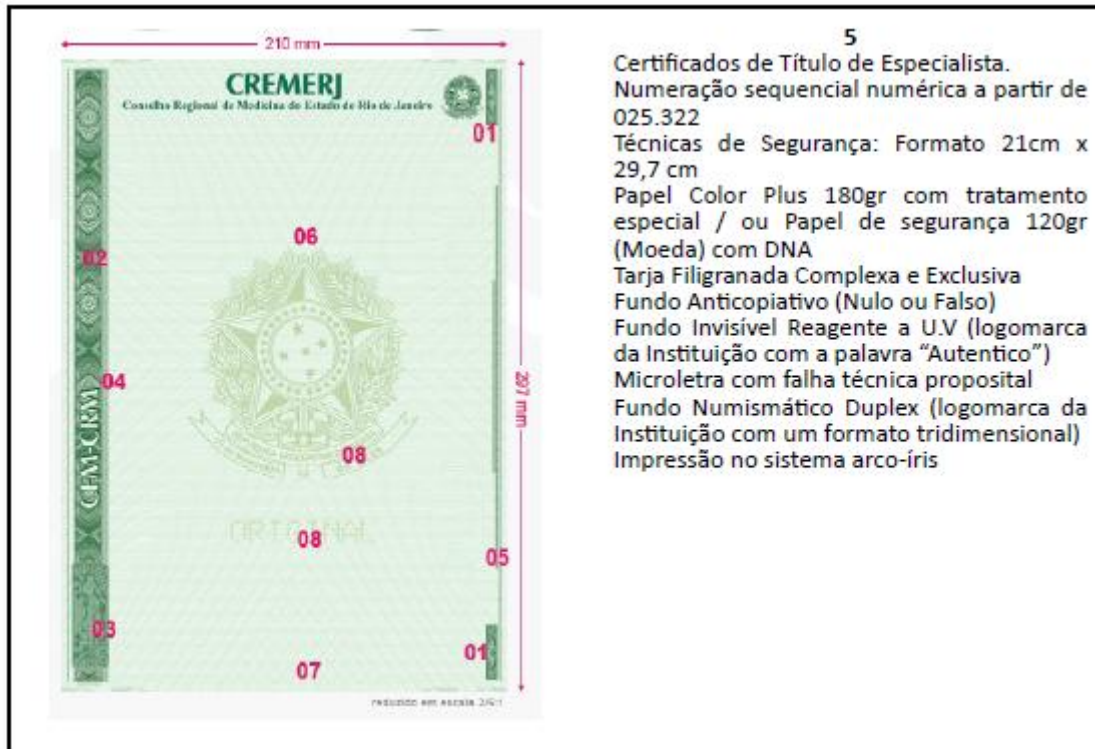 210 mm
CREMERJ
Conselho Regional de Medicina do Estado de Rio de Janeiro
01
06
02
04
CFM-CRM
297 mm
08
ORIGINAL
08
05
03
01
07
reduzido em escala
5
Certificados de Título de Especialista.
Numeração sequencial numérica a partir de
025.322
Técnicas de Segurança: Formato 21cm x
29,7 cm
Papel Color Plus 180gr com tratamento
especial / ou Papel de segurança 120gr
(Moeda) com DNA
Tarja Filigranada Complexa e Exclusiva
Fundo Anticopiativo (Nulo ou Falso)
Fundo Invisível Reagente a U.V (logomarca
da Instituição com a palavra “Autentico”)
Microletra com falha técnica proposital
Fundo Numismático Duplex (logomarca da
Instituição com um formato tridimensional)
Impressão no sistema arco-íris